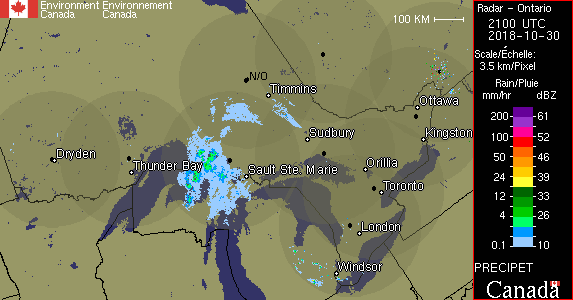 Environment Environnement
Canada Canada
100 KM
N/O
Timmins
Ottawa
Sudbury
Kingston
Dryden
Thunder Bay
Sault Ste. Marie
Orillia
Toronto
London
Windsor
Radar - Ontario
2100 UTC
2018-10-30
Scale/Échelle:
3.5 km/Pixel
Rain/Pluie
mm/hr dBZ
200 61
100 52
50 46
24 39
12 33
4 26
0.1 10
PRECIPET
Canada